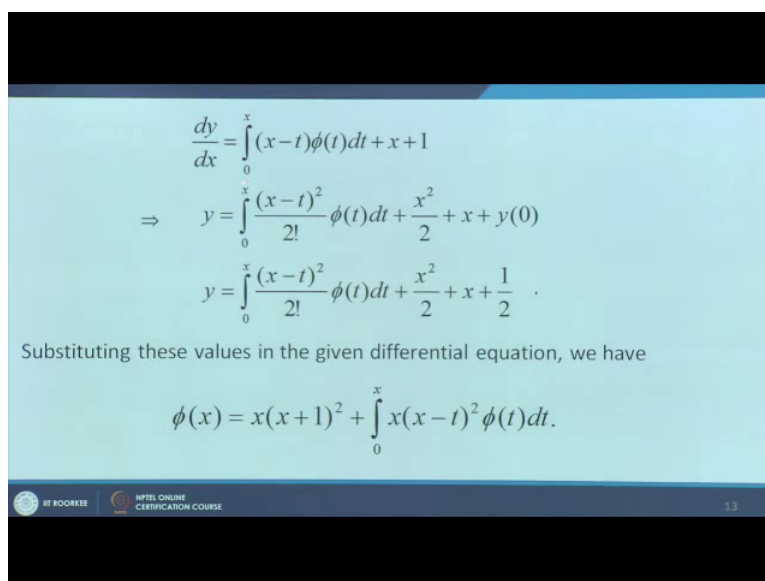 dy/dx = ∫₀ˣ (x−t)ϕ(t)dt + x + 1
⇒ y = ∫₀ˣ (x−t)²/2! ϕ(t)dt + x²/2 + x + y(0)
y = ∫₀ˣ (x−t)²/2! ϕ(t)dt + x²/2 + x + 1/2 .
Substituting these values in the given differential equation, we have
ϕ(x) = x(x+1)² + ∫₀ˣ x(x−t)²ϕ(t)dt.
IIT ROORKEE
NPTEL ONLINE
CERTIFICATION COURSE
13